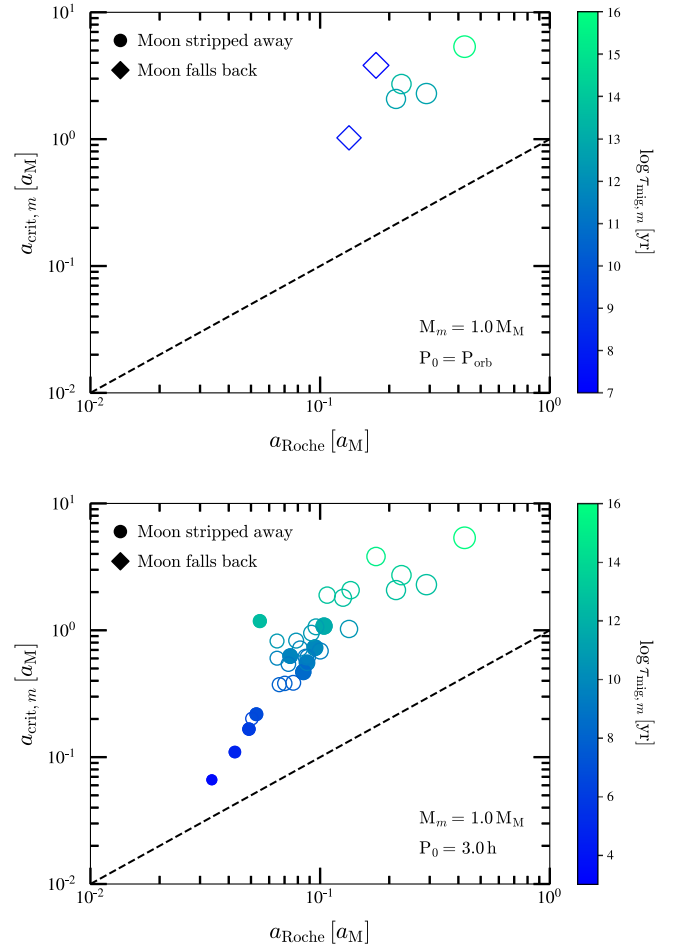 Moon stripped away
Moon falls back
M_m = 1.0 M_M
P_0 = P_orb
10^1
10^0
10^-1
10^-2
a_crit, m [a_M]
10^-2
10^-1
10^0
a_Roche [a_M]
16
15
14
13
12
11
10
9
8
7
log τ_mig, m [yr]
Moon stripped away
Moon falls back
M_m = 1.0 M_M
P_0 = 3.0 h
10^1
10^0
10^-1
10^-2
a_crit, m [a_M]
10^-2
10^-1
10^0
a_Roche [a_M]
16
14
12
10
8
6
4
log τ_mig, m [yr]